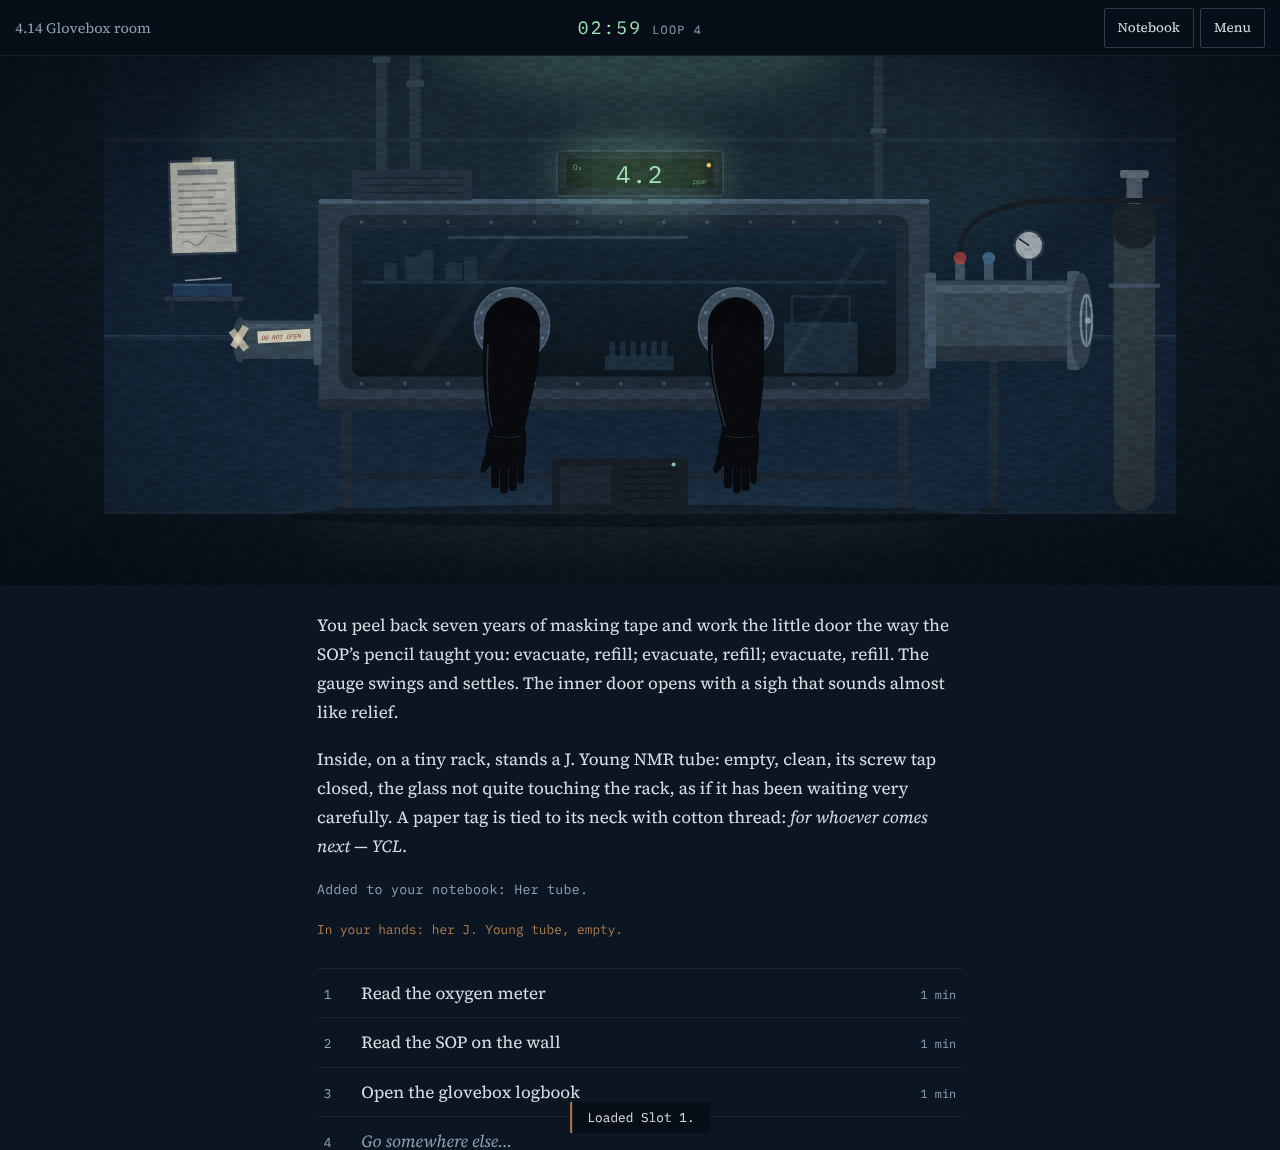 4.14 Glovebox room
02:59 LOOP 4
Notebook
Menu
O₂
4.2
ppm
DO NOT OPEN
You peel back seven years of masking tape and work the little door the way the
SOP’s pencil taught you: evacuate, refill; evacuate, refill; evacuate, refill. The
gauge swings and settles. The inner door opens with a sigh that sounds almost
like relief.
Inside, on a tiny rack, stands a J. Young NMR tube: empty, clean, its screw tap
closed, the glass not quite touching the rack, as if it has been waiting very
carefully. A paper tag is tied to its neck with cotton thread: for whoever comes
next — YCL.
Added to your notebook: Her tube.
In your hands: her J. Young tube, empty.
1 Read the oxygen meter 1 min
2 Read the SOP on the wall 1 min
3 Open the glovebox logbook 1 min
Loaded Slot 1.
4 Go somewhere else...